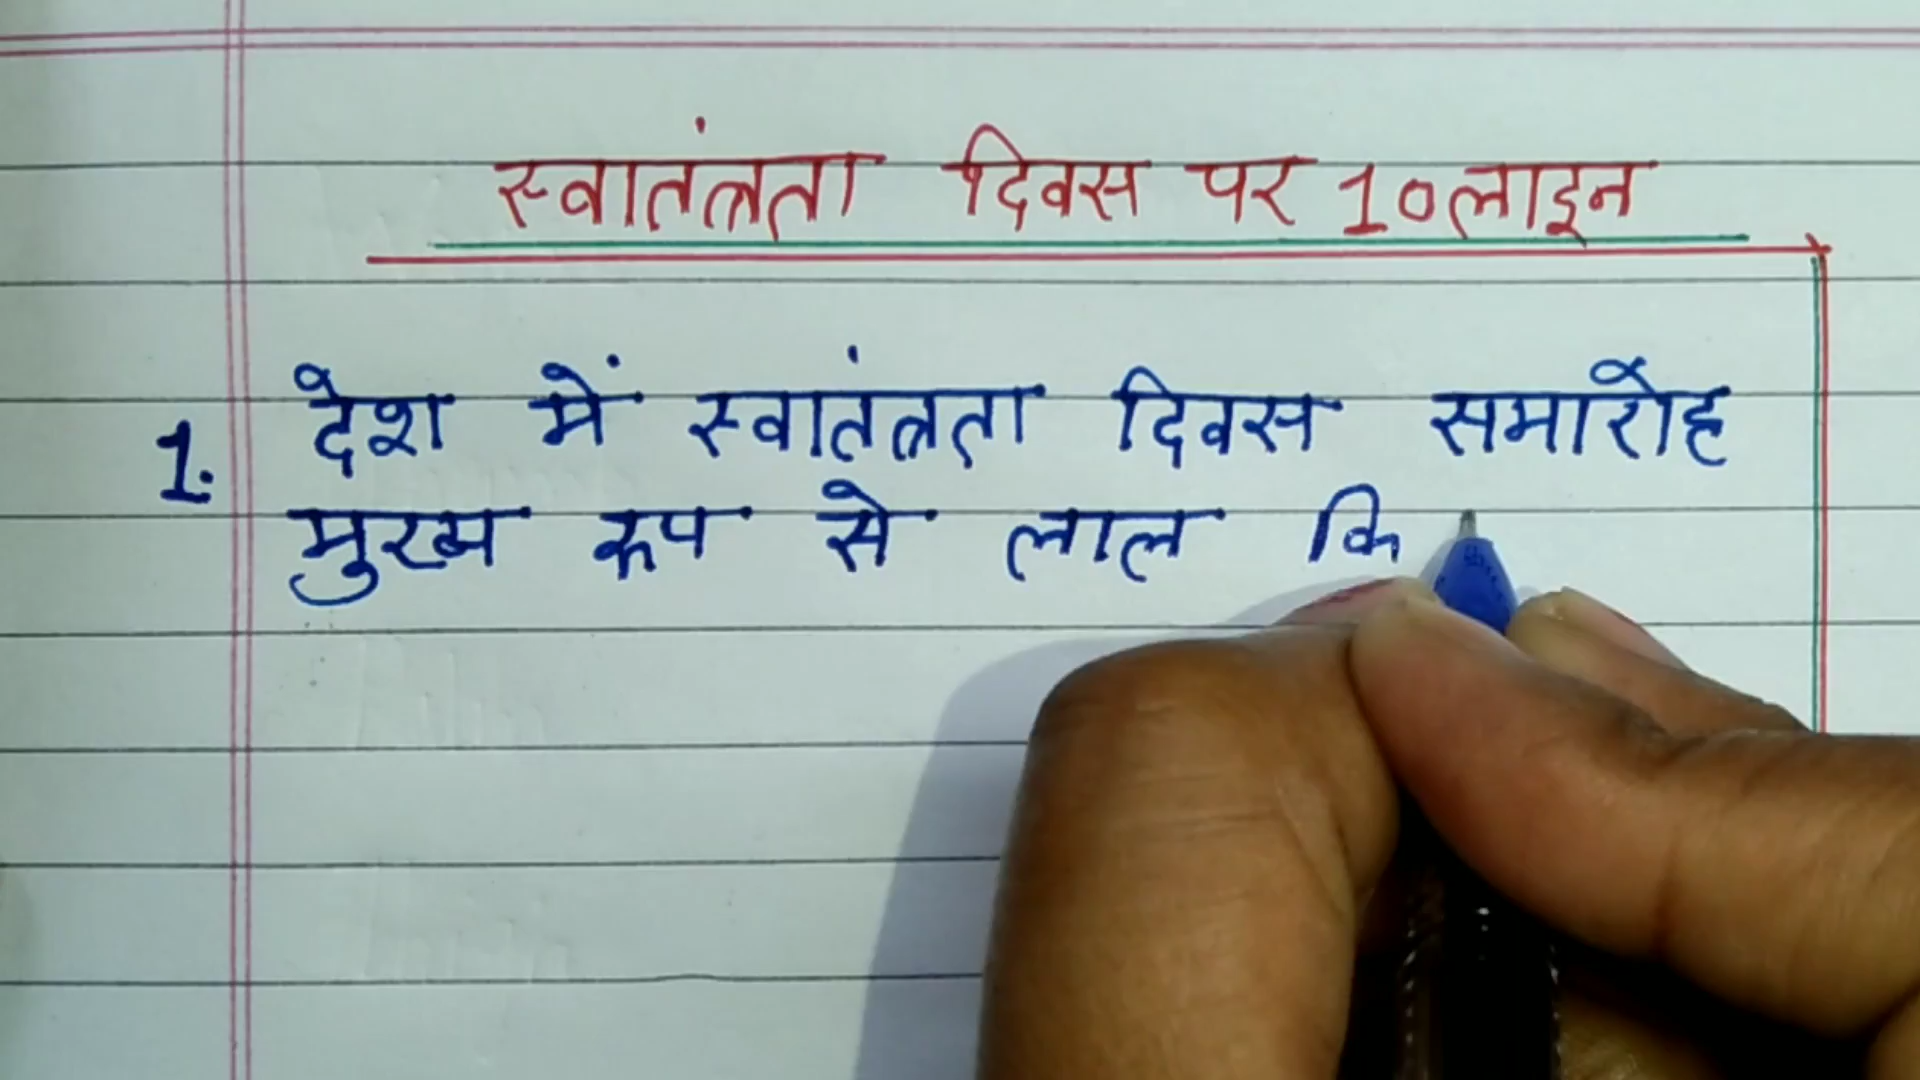 स्वातंत्रता दिवस पर 10 लाइन
1. देश में स्वातंत्रता दिवस समारोह
मुख्य रूप से लाल कि